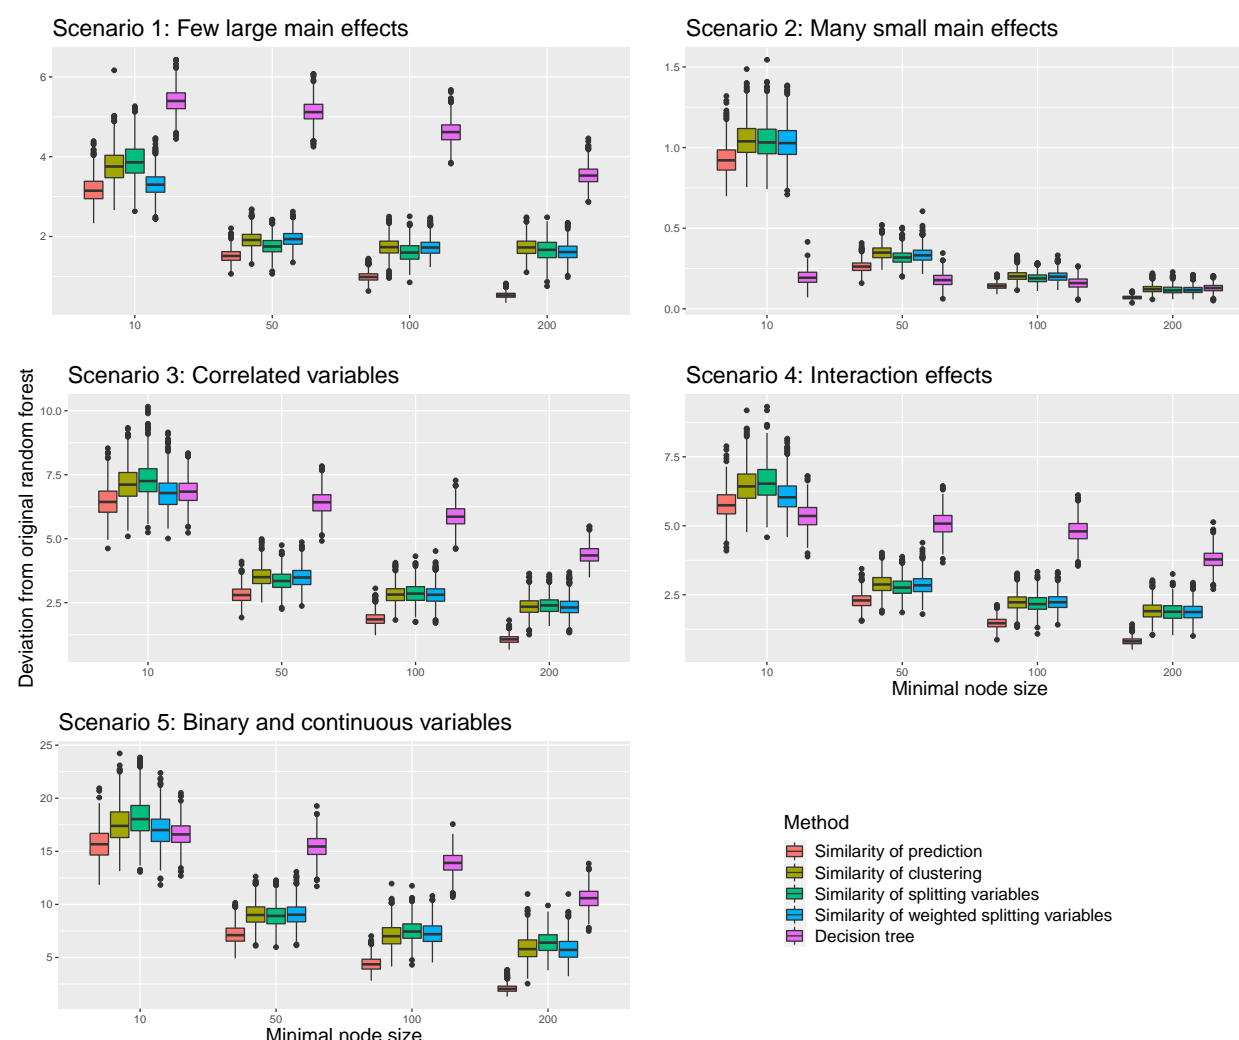 Scenario 1: Few large main effects
6
4
2
10 50 100 200
Scenario 2: Many small main effects
1.5
1.0
0.5
0.0
10 50 100 200
Deviation from original random forest
Scenario 3: Correlated variables
10.0
7.5
5.0
2.5
10 50 100 200
Scenario 4: Interaction effects
7.5
5.0
2.5
10 50 100 200
Minimal node size
Scenario 5: Binary and continuous variables
25
20
15
10
5
10 50 100 200
Minimal node size
Method
Similarity of prediction
Similarity of clustering
Similarity of splitting variables
Similarity of weighted splitting variables
Decision tree